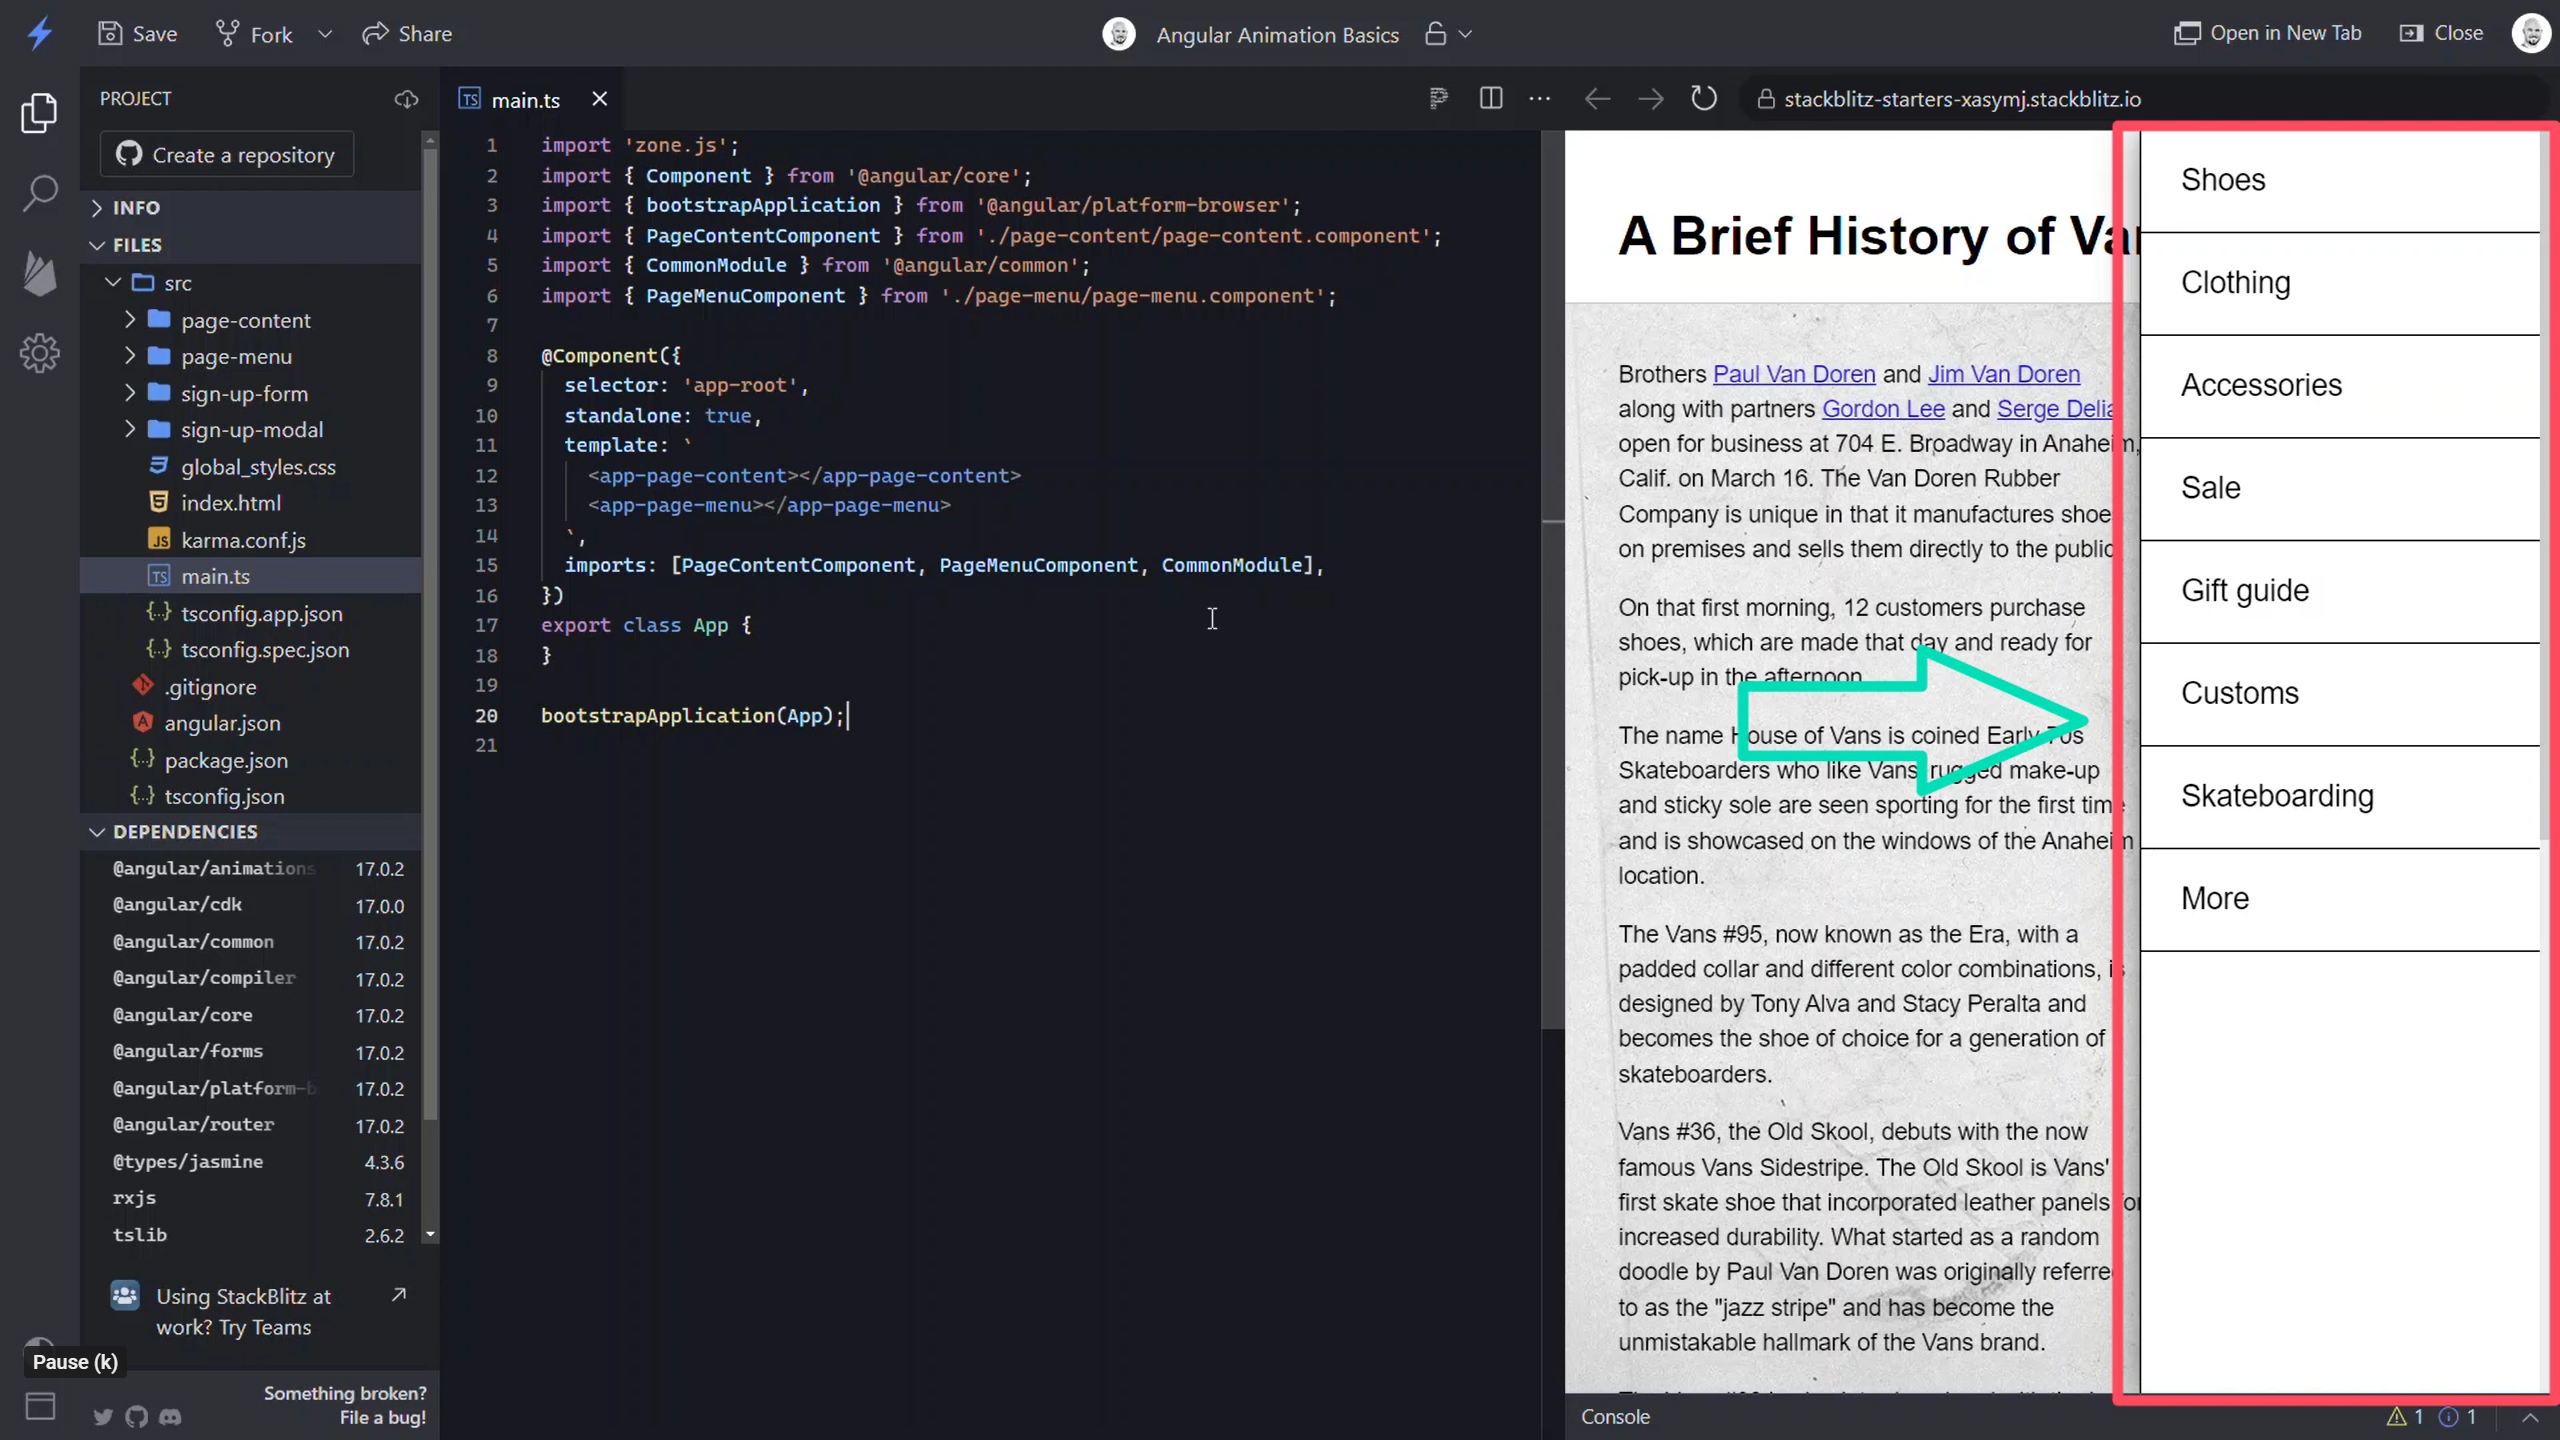 Save
Fork
Share
Angular Animation Basics
Open in New Tab
Close
PROJECT
Create a repository
INFO
FILES
src
page-content
page-menu
sign-up-form
sign-up-modal
global_styles.css
index.html
karma.conf.js
main.ts
tsconfig.app.json
tsconfig.spec.json
.gitignore
angular.json
package.json
tsconfig.json
DEPENDENCIES
@angular/animations 17.0.2
@angular/cdk 17.0.0
@angular/common 17.0.2
@angular/compiler 17.0.2
@angular/core 17.0.2
@angular/forms 17.0.2
@angular/platform-b 17.0.2
@angular/router 17.0.2
@types/jasmine 4.3.6
rxjs 7.8.1
tslib 2.6.2
Using StackBlitz at
work? Try Teams
Pause (k)
Something broken?
File a bug!
main.ts
1 import 'zone.js';
2 import { Component } from '@angular/core';
3 import { bootstrapApplication } from '@angular/platform-browser';
4 import { PageContentComponent } from './page-content/page-content.component';
5 import { CommonModule } from '@angular/common';
6 import { PageMenuComponent } from './page-menu/page-menu.component';
7
8 @Component({
9 selector: 'app-root',
10 standalone: true,
11 template: `
12 <app-page-content></app-page-content>
13 <app-page-menu></app-page-menu>
14 `,
15 imports: [PageContentComponent, PageMenuComponent, CommonModule],
16 })
17 export class App {
18 }
19
20 bootstrapApplication(App);
21
stackblitz-starters-xasymj.stackblitz.io
A Brief History of Van
Brothers Paul Van Doren and Jim Van Doren
along with partners Gordon Lee and Serge Delia
open for business at 704 E. Broadway in Anaheim,
Calif. on March 16. The Van Doren Rubber
Company is unique in that it manufactures shoe
on premises and sells them directly to the public
On that first morning, 12 customers purchase
shoes, which are made that day and ready for
pick-up in the afternoon
The name House of Vans is coined Early 70s
Skateboarders who like Vans' rugged make-up
and sticky sole are seen sporting for the first time
and is showcased on the windows of the Anaheim
location.
The Vans #95, now known as the Era, with a
padded collar and different color combinations, is
designed by Tony Alva and Stacy Peralta and
becomes the shoe of choice for a generation of
skateboarders.
Vans #36, the Old Skool, debuts with the now
famous Vans Sidestripe. The Old Skool is Vans'
first skate shoe that incorporated leather panels for
increased durability. What started as a random
doodle by Paul Van Doren was originally referre
to as the "jazz stripe" and has become the
unmistakable hallmark of the Vans brand.
Shoes
Clothing
Accessories
Sale
Gift guide
Customs
Skateboarding
More
Console
1
1